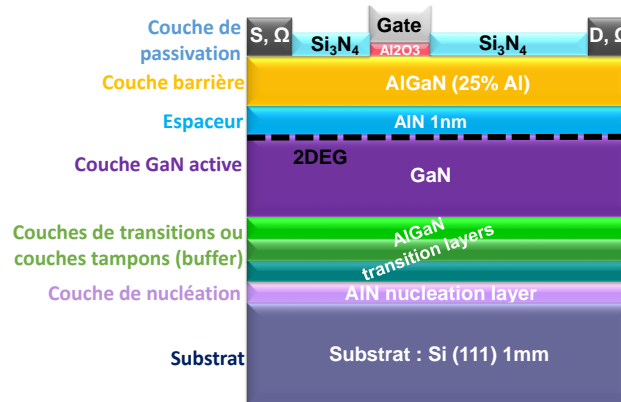 Couche de
passivation
S, Ω
Si3N4
Gate
Al2O3
Si3N4
D, Ω
Couche barrière
AlGaN (25% Al)
Espaceur
AlN 1nm
2DEG
Couche GaN active
GaN
Couches de transitions ou
couches tampons (buffer)
AlGaN
transition layers
Couche de nucléation
AlN nucleation layer
Substrat
Substrat : Si (111) 1mm